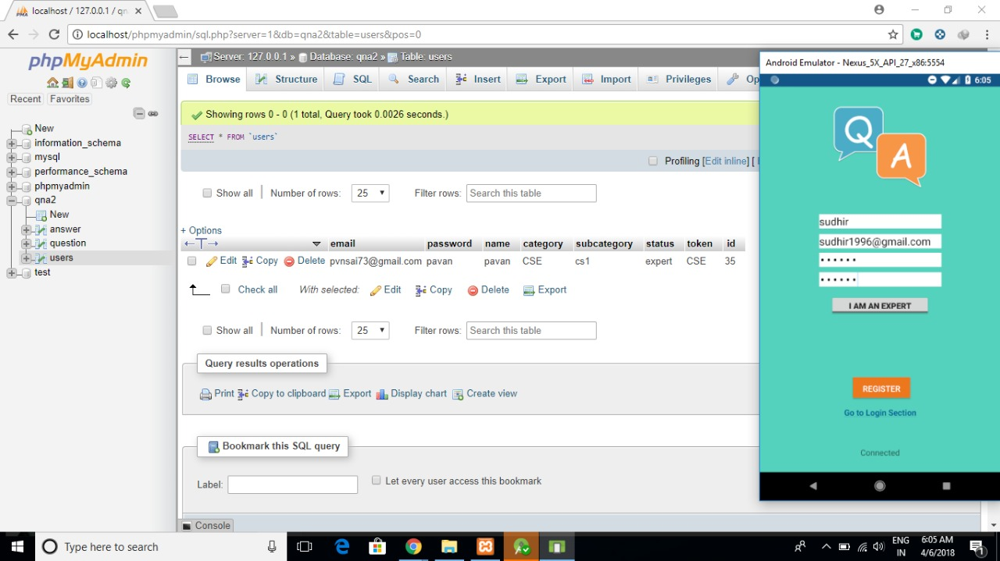 localhost / 127.0.0.1 / qn
localhost/phpmyadmin/sql.php?server=1&db=qna2&table=users&pos=0
phpMyAdmin
Recent Favorites
New
information_schema
mysql
performance_schema
phpmyadmin
qna2
New
answer
question
users
test
Server: 127.0.0.1 » Database: qna2 » Table: users
Browse Structure SQL Search Insert Export Import Privileges Op
Showing rows 0 - 0 (1 total, Query took 0.0026 seconds.)
SELECT * FROM `users`
Profiling [Edit inline] [
Show all Number of rows: 25 Filter rows: Search this table
+ Options
email password name category subcategory status token id
Edit Copy Delete pvnsai73@gmail.com pavan pavan CSE cs1 expert CSE 35
Check all With selected: Edit Copy Delete Export
Show all Number of rows: 25 Filter rows: Search this table
Query results operations
Print Copy to clipboard Export Display chart Create view
Bookmark this SQL query
Label: Let every user access this bookmark
Console
Android Emulator - Nexus_5X_API_27_x86:5554
6:05
Q
A
sudhir
sudhir1996@gmail.com
••••••
••••••
I AM AN EXPERT
REGISTER
Go to Login Section
Connected
Type here to search
ENG
IN
6:05 AM
4/6/2018
1